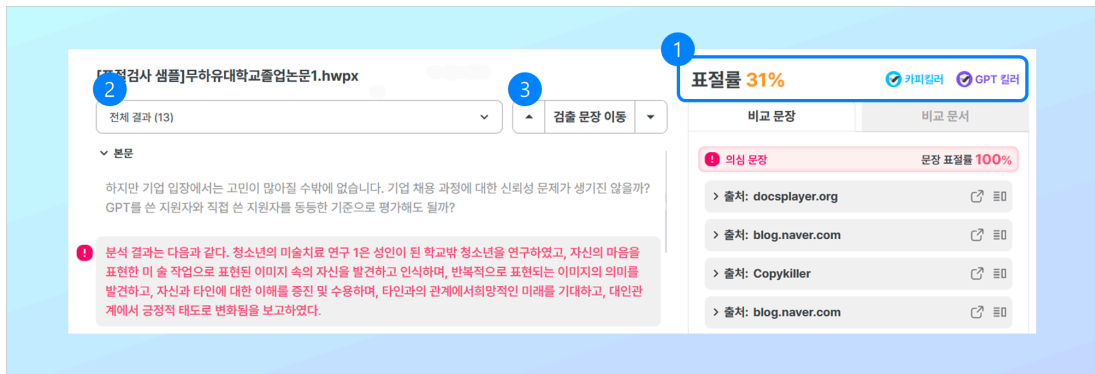 1
표절률 31%
카피킬러
GPT 킬러
검사 샘플]무하유대학교졸업논문1.hwpx
2
3
전체 결과 (13)
검출 문장 이동
비교 문장
비교 문서
본문
의심 문장
문장 표절률 100%
하지만 기업 입장에서는 고민이 많아질 수밖에 없습니다. 기업 채용 과정에 대한 신뢰성 문제가 생기진 않을까?
GPT를 쓴 지원자와 직접 쓴 지원자를 동등한 기준으로 평가해도 될까?
분석 결과는 다음과 같다. 청소년의 미술치료 연구 1은 성인이 된 학교밖 청소년을 연구하였고, 자신의 마음을
표현한 미 술 작업으로 표현된 이미지 속의 자신을 발견하고 인식하며, 반복적으로 표현되는 이미지의 의미를
발견하고, 자신과 타인에 대한 이해를 증진 및 수용하며, 타인과의 관계에서희망적인 미래를 기대하고, 대인관
계에서 긍정적 태도로 변화됨을 보고하였다.
출처: docsplayer.org
출처: blog.naver.com
출처: Copykiller
출처: blog.naver.com